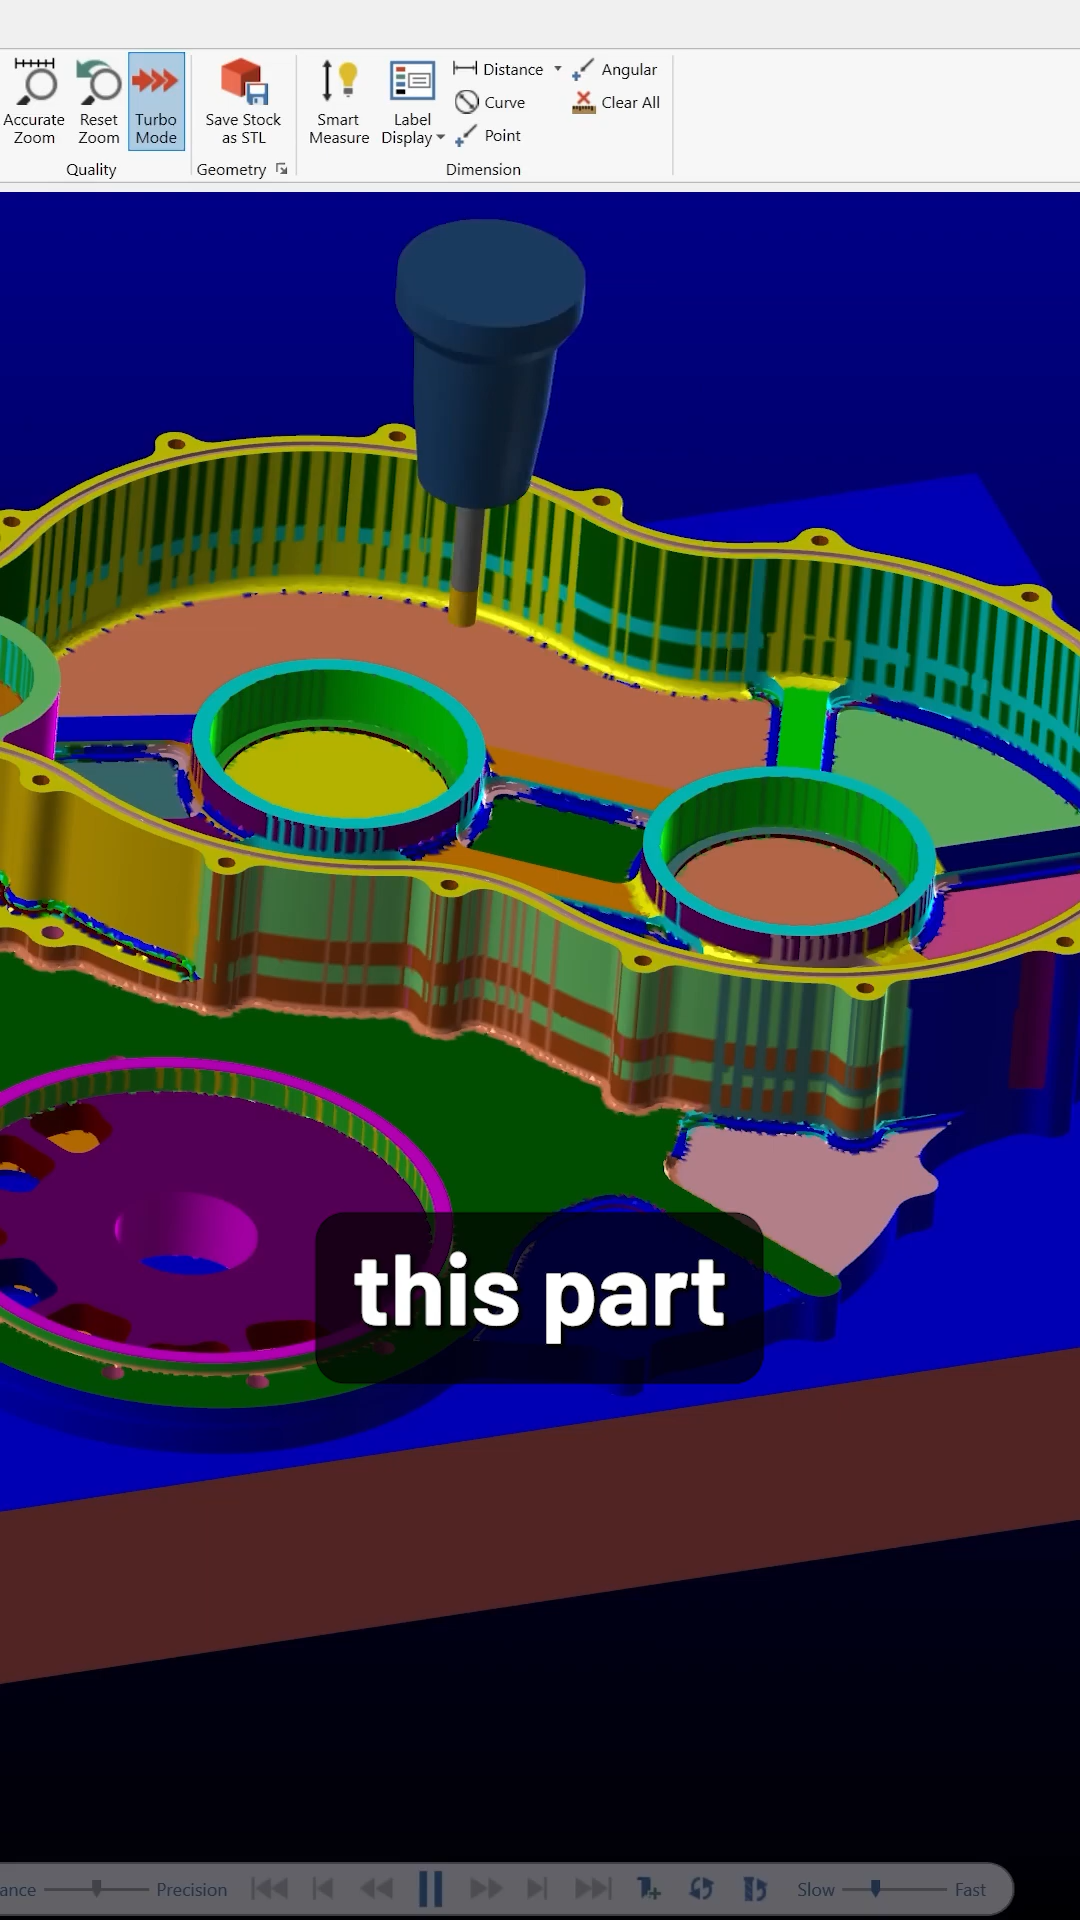 Accurate
Zoom
Reset
Zoom
Turbo
Mode
Quality
Save Stock
as STL
Geometry
Smart
Measure
Label
Display
Distance
Curve
Point
Angular
Clear All
Dimension
this part
ance
Precision
Slow
Fast